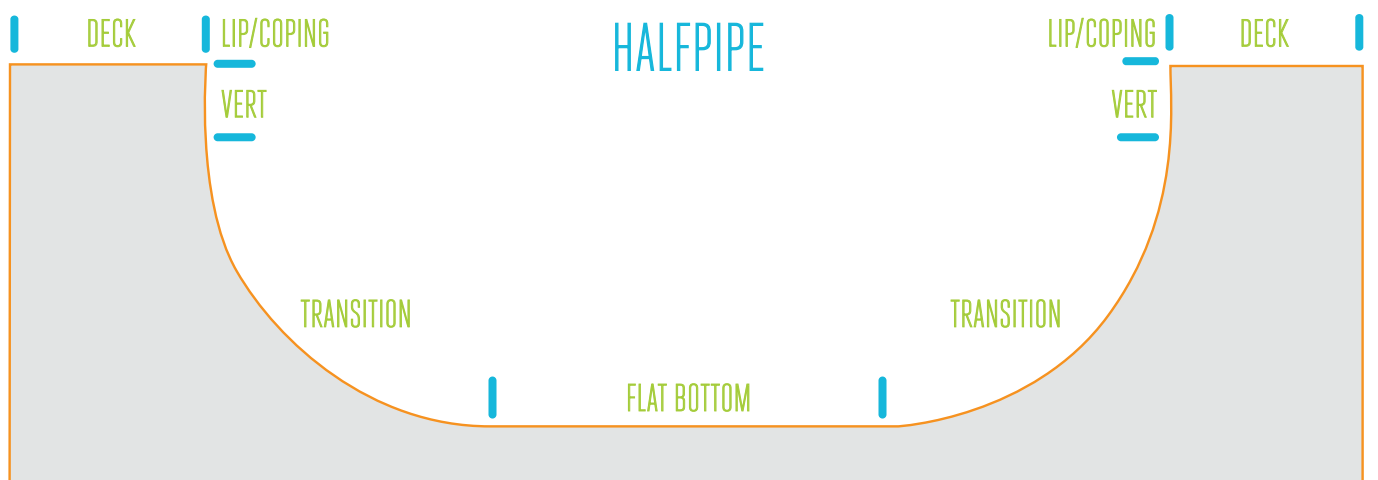 DECK
LIP/COPING
HALFPIPE
LIP/COPING
DECK
VERT
VERT
TRANSITION
TRANSITION
FLAT BOTTOM